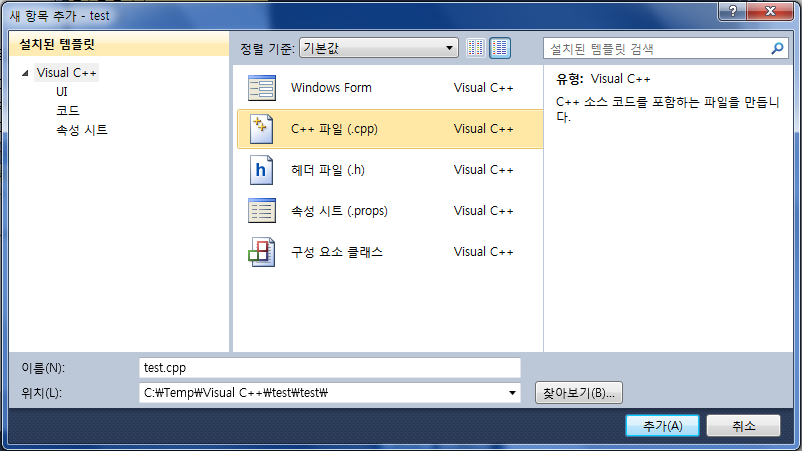 새 항목 추가 - test
설치된 템플릿
정렬 기준: 기본값
설치된 템플릿 검색
Visual C++
UI
코드
속성 시트
Windows Form Visual C++
C++ 파일 (.cpp) Visual C++
헤더 파일 (.h) Visual C++
속성 시트 (.props) Visual C++
구성 요소 클래스 Visual C++
유형: Visual C++
C++ 소스 코드를 포함하는 파일을 만듭니
다.
이름(N): test.cpp
위치(L): C:₩Temp₩Visual C++₩test₩test₩
찾아보기(B)...
추가(A) 취소